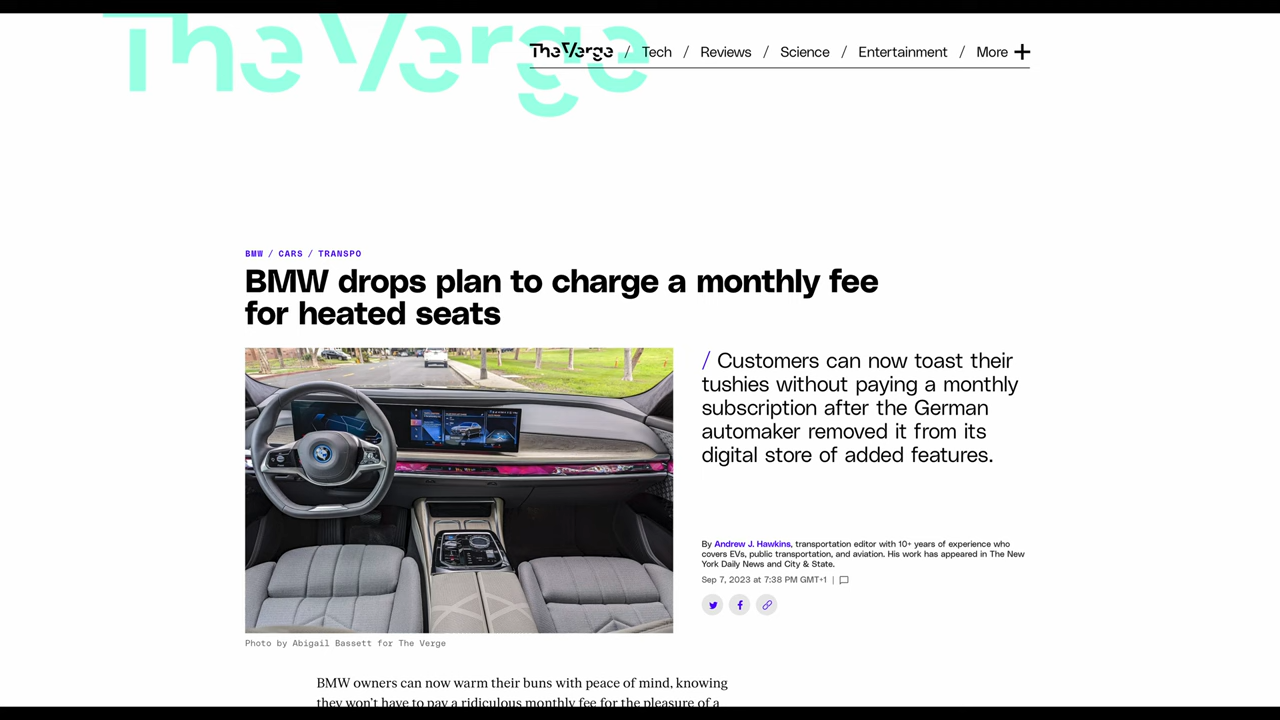 The Verge
The Verge / Tech / Reviews / Science / Entertainment / More +
BMW / CARS / TRANSPO
BMW drops plan to charge a monthly fee
for heated seats
/ Customers can now toast their
tushies without paying a monthly
subscription after the German
automaker removed it from its
digital store of added features.
By Andrew J. Hawkins, transportation editor with 10+ years of experience who
covers EVs, public transportation, and aviation. His work has appeared in The New
York Daily News and City & State.
Sep 7, 2023 at 7:38 PM GMT+1 |
Photo by Abigail Bassett for The Verge
BMW owners can now warm their buns with peace of mind, knowing
they won't have to pay a ridiculous monthly fee for the pleasure of a